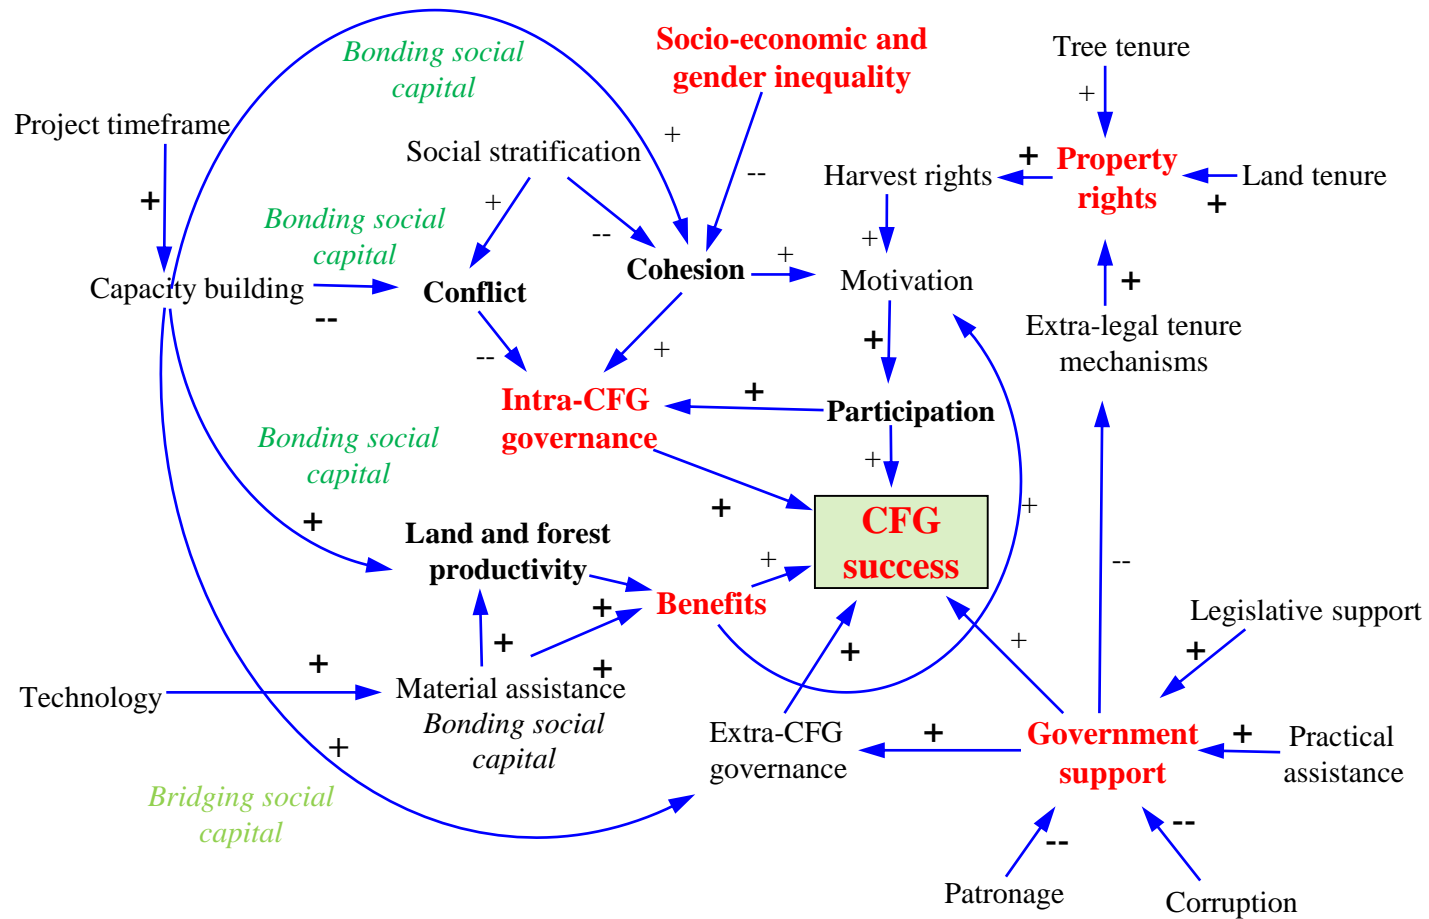 Bonding social
capital
Socio-economic and
gender inequality
Tree tenure
+
Project timeframe
+
Social stratification
--
Harvest rights
+
Property
rights
Land tenure
+
+
+
Bonding social
capital
--
+
+
Cohesion
+
Motivation
+
Capacity building
--
Conflict
Extra-legal tenure
mechanisms
--
+
+
Intra-CFG
governance
+
Participation
+
Bonding social
capital
+
+
CFG
success
+
Land and forest
productivity
+
--
Benefits
+
+
+
+
Legislative support
+
+
+
Technology
Material assistance
Bonding social
capital
Extra-CFG
governance
+
Government
support
+
Practical
assistance
+
Bridging social
capital
--
--
Patronage
Corruption